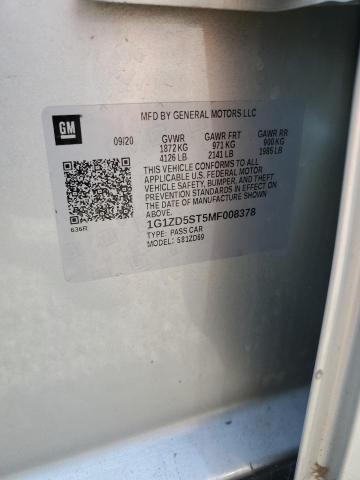 MFD BY GENERAL MOTORS LLC
GM
09/20 GVWR GAWR FRT GAWR RR
1872 KG 971 KG 900 KG
4126 LB 2141 LB 1985 LB
THIS VEHICLE CONFORMS TO ALL
APPLICABLE U.S. FEDERAL MOTOR
VEHICLE SAFETY, BUMPER, AND THEFT
PREVENTION STANDARDS IN EFFECT ON
THE DATE OF MANUFACTURE SHOWN
ABOVE.
636R
1G1ZD5ST5MF008378
TYPE: PASS CAR
MODEL: 581ZD69